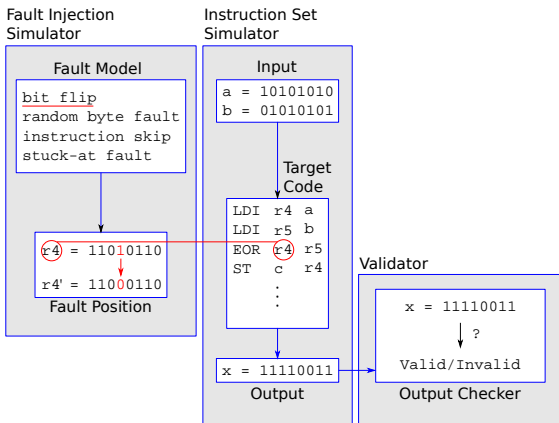 Fault Injection
Simulator
Fault Model
bit flip
random byte fault
instruction skip
stuck-at fault
r4 = 11010110
r4' = 11000110
Fault Position
Instruction Set
Simulator
Input
a = 10101010
b = 01010101
Target
Code
LDI r4 a
LDI r5 b
EOR r4 r5
ST c r4
.
.
.
x = 11110011
Output
Validator
x = 11110011
?
Valid/Invalid
Output Checker